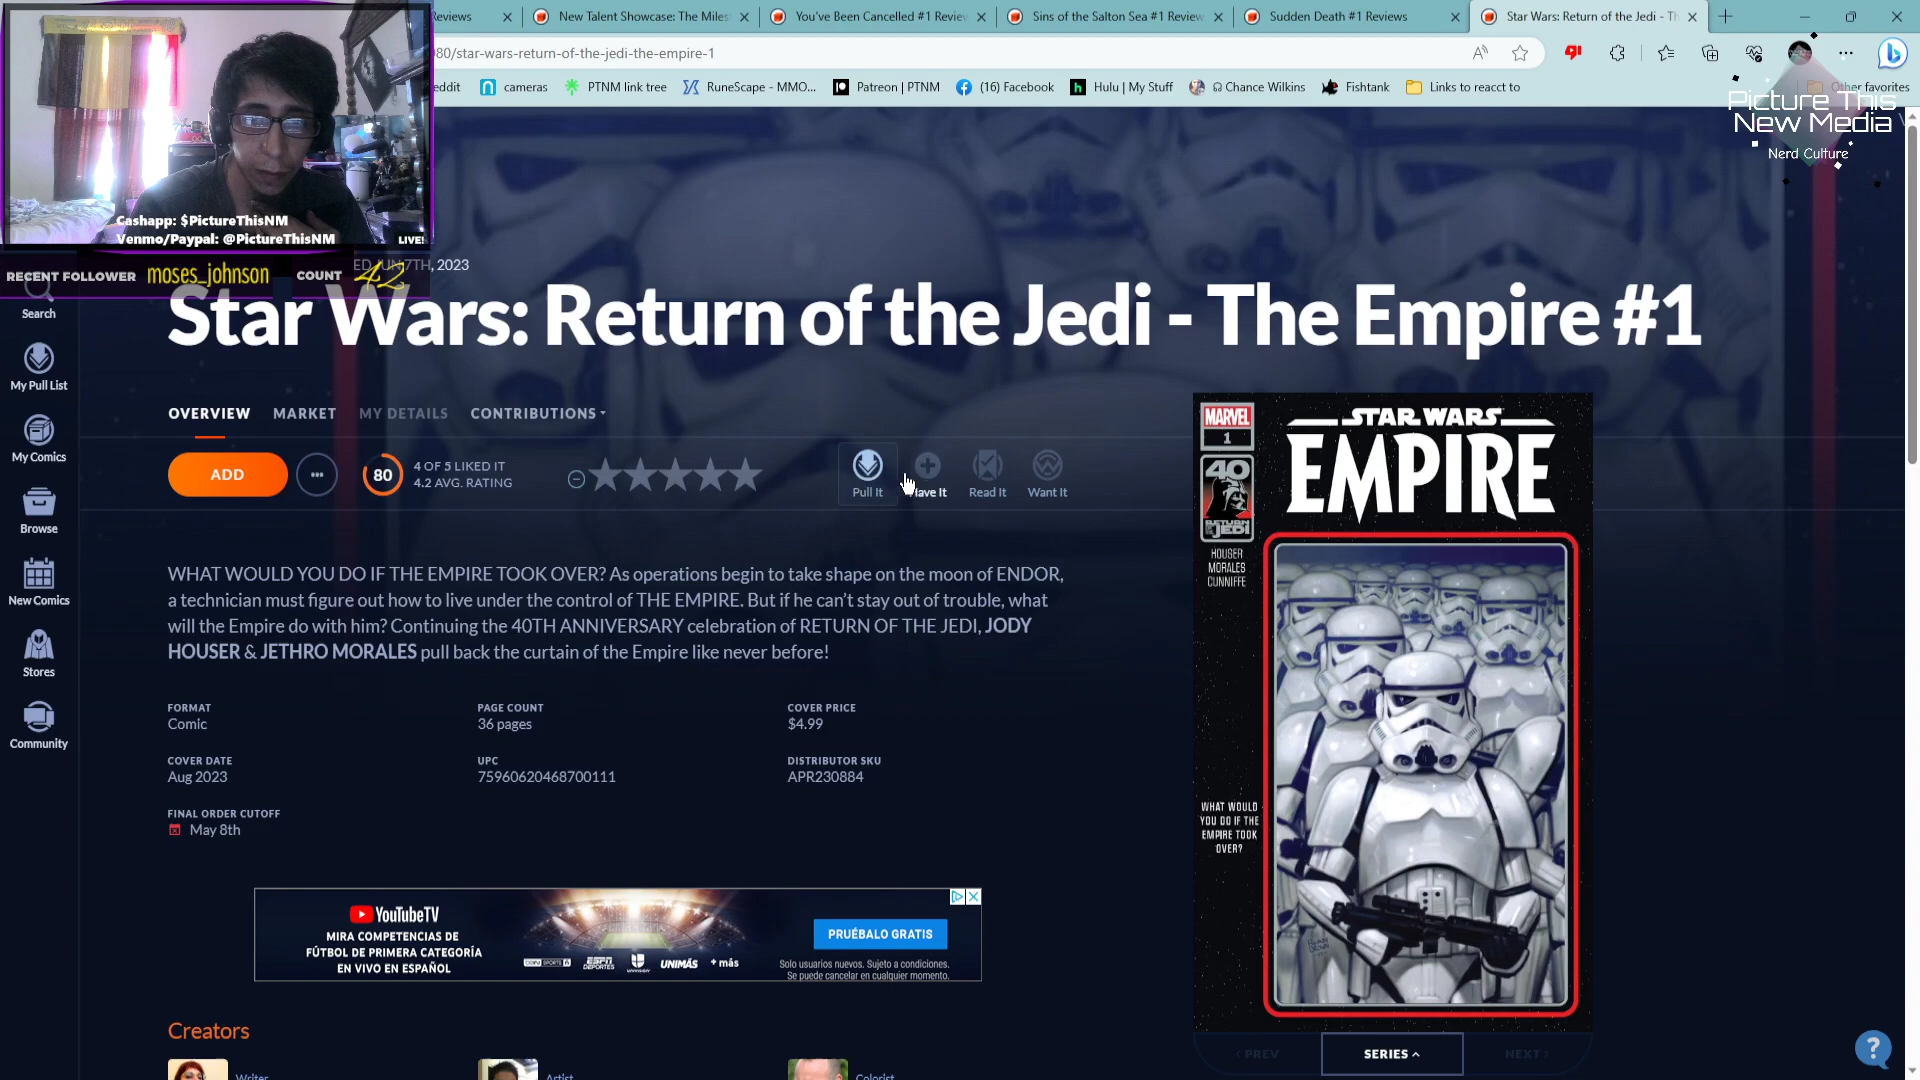 eviews
New Talent Showcase: The Miles
You've Been Cancelled #1 Review
Sins of the Salton Sea #1 Review
Sudden Death #1 Reviews
Star Wars: Return of the Jedi - Th
80/star-wars-return-of-the-jedi-the-empire-1
eddit
cameras
PTNM link tree
RuneScape - MMO...
Patreon | PTNM
(16) Facebook
Hulu | My Stuff
Chance Wilkins
Fishtank
Links to reacct to
Other favorites
Picture This
New Media
Nerd Culture
Cashapp: $PictureThisNM
Venmo/Paypal: @PictureThisNM
LIVE!
RECENT FOLLOWER moses_johnson COUNT 42
ED, JUN 7TH, 2023
Star Wars: Return of the Jedi - The Empire #1
Search
My Pull List
My Comics
Browse
New Comics
Stores
Community
OVERVIEW MARKET MY DETAILS CONTRIBUTIONS
ADD
80
4 OF 5 LIKED IT
4.2 AVG. RATING
Pull It
Have It
Read It
Want It
WHAT WOULD YOU DO IF THE EMPIRE TOOK OVER? As operations begin to take shape on the moon of ENDOR,
a technician must figure out how to live under the control of THE EMPIRE. But if he can't stay out of trouble, what
will the Empire do with him? Continuing the 40TH ANNIVERSARY celebration of RETURN OF THE JEDI, JODY
HOUSER & JETHRO MORALES pull back the curtain of the Empire like never before!
FORMAT
Comic
PAGE COUNT
36 pages
COVER PRICE
$4.99
COVER DATE
Aug 2023
UPC
75960620468700111
DISTRIBUTOR SKU
APR230884
FINAL ORDER CUTOFF
May 8th
YouTubeTV
MIRA COMPETENCIAS DE
FÚTBOL DE PRIMERA CATEGORÍA
EN VIVO EN ESPAÑOL
beIN SPORTS
ESPN DEPORTES
UNIVISION
UNIMÁS
+ más
PRUÉBALO GRATIS
Solo usuarios nuevos. Sujeto a condiciones.
Se puede cancelar en cualquier momento.
Creators
Writer
Artist
Colorist
MARVEL
1
40
RETURN
JEDI
HOUSER
MORALES
CUNNIFFE
STAR WARS
EMPIRE
WHAT WOULD
YOU DO IF THE
EMPIRE TOOK
OVER?
PREV
SERIES
NEXT
?